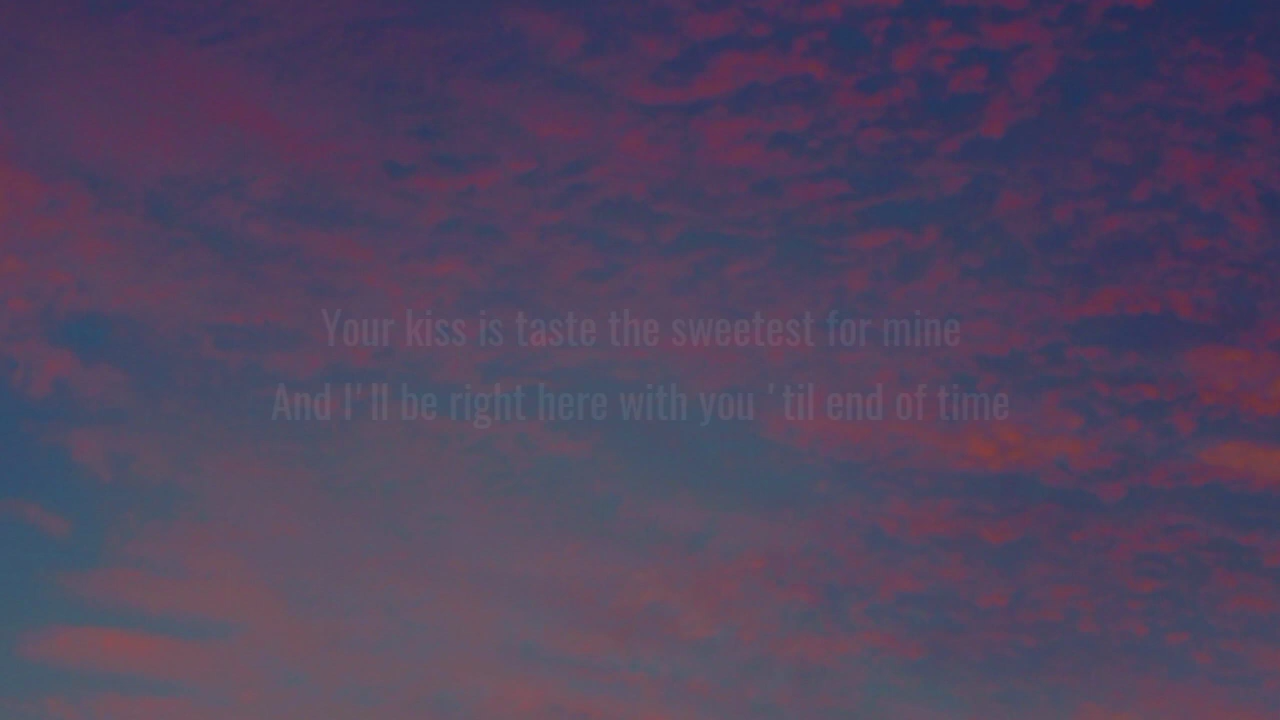 Your kiss is taste the sweetest for mine
And I'll be right here with you 'til end of time